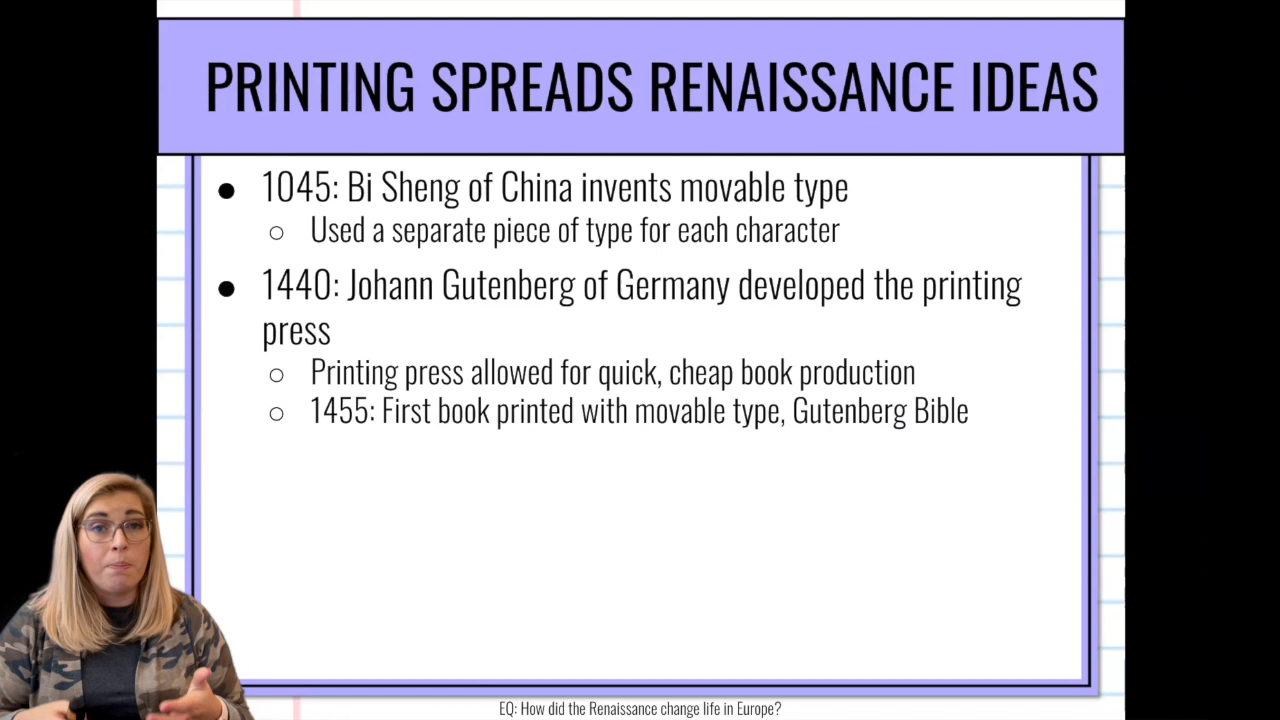 PRINTING SPREADS RENAISSANCE IDEAS
● 1045: Bi Sheng of China invents movable type
○ Used a separate piece of type for each character
● 1440: Johann Gutenberg of Germany developed the printing
press
○ Printing press allowed for quick, cheap book production
○ 1455: First book printed with movable type, Gutenberg Bible
EQ: How did the Renaissance change life in Europe?